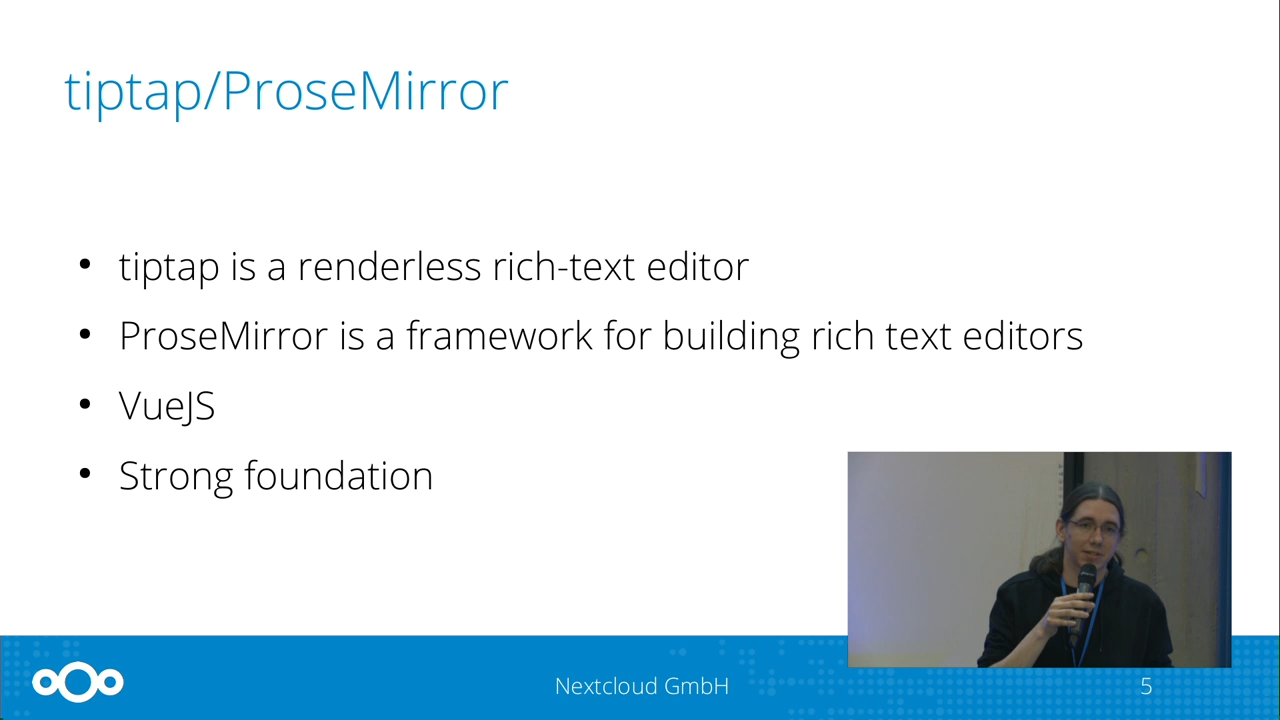 tiptap/ProseMirror
• tiptap is a renderless rich-text editor
• ProseMirror is a framework for building rich text editors
• VueJS
• Strong foundation
Nextcloud GmbH
5